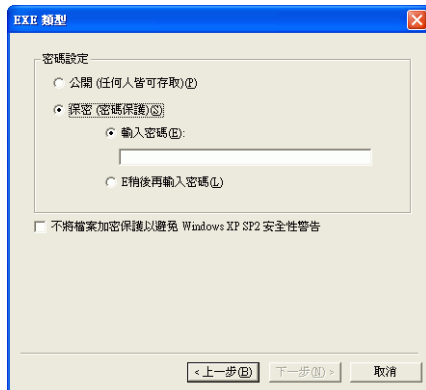 EXE 類型
密碼設定
公開 (任何人皆可存取)(P)
保密 (密碼保護)(S)
輸入密碼(E):
E稍後再輸入密碼(L)
不將檔案加密保護以避免 Windows XP SP2 安全性警告
<上一步(B) 下一步(N) > 取消